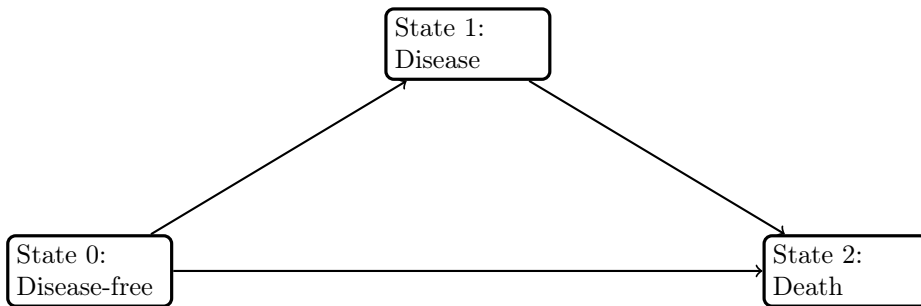 State 1:
Disease
State 0:
Disease-free
State 2:
Death